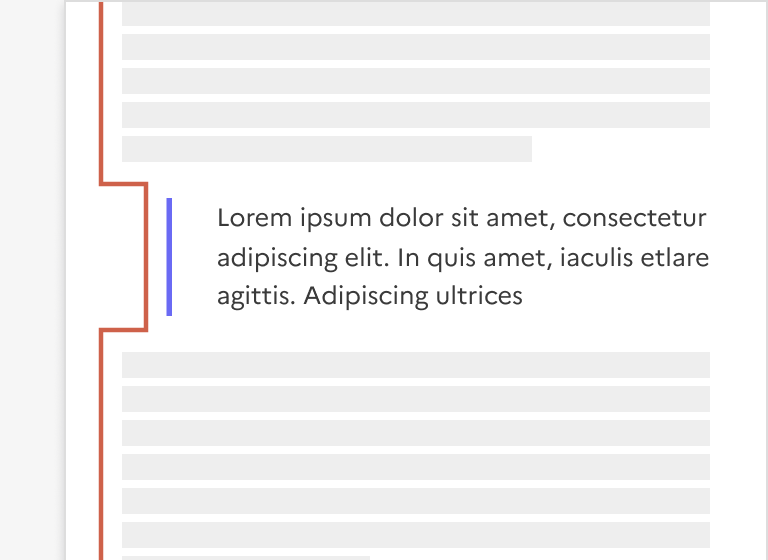 Lorem ipsum dolor sit amet, consectetur
adipiscing elit. In quis amet, iaculis etlare
agittis. Adipiscing ultrices